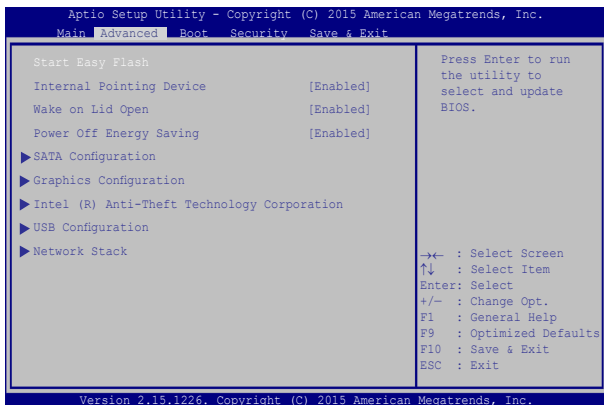 Aptio Setup Utility - Copyright (C) 2015 American Megatrends, Inc.
Main Advanced Boot Security Save & Exit
Start Easy Flash
Internal Pointing Device [Enabled]
Wake on Lid Open [Enabled]
Power Off Energy Saving [Enabled]
SATA Configuration
Graphics Configuration
Intel (R) Anti-Theft Technology Corporation
USB Configuration
Network Stack
Press Enter to run
the utility to
select and update
BIOS.
→← : Select Screen
↑↓ : Select Item
Enter: Select
+/— : Change Opt.
F1 : General Help
F9 : Optimized Defaults
F10 : Save & Exit
ESC : Exit
Version 2.15.1226. Copyright (C) 2015 American Megatrends, Inc.